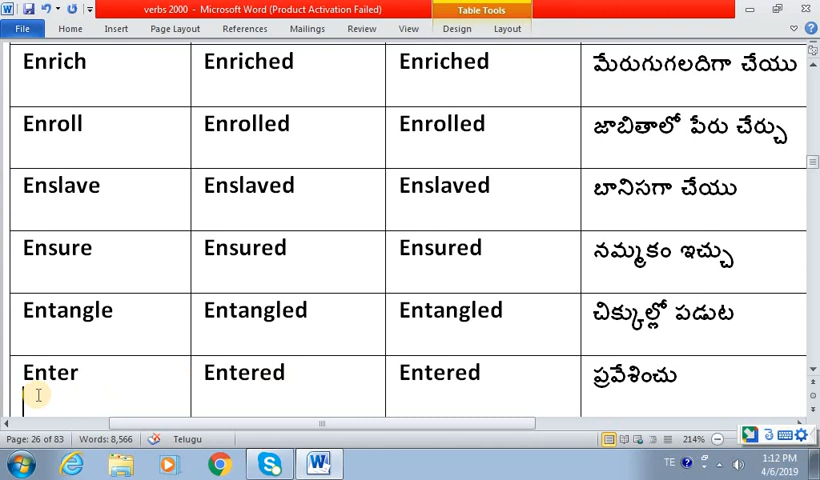 verbs 2000 - Microsoft Word (Product Activation Failed)
Table Tools
File Home Insert Page Layout References Mailings Review View Design Layout
Enrich Enriched Enriched మేరుగుగలదిగా చేయు
Enroll Enrolled Enrolled జాబితాలో పేరు చేర్చు
Enslave Enslaved Enslaved బానిసగా చేయు
Ensure Ensured Ensured నమ్మకం ఇచ్చు
Entangle Entangled Entangled చిక్కుల్లో పడుట
Enter Entered Entered ప్రవేశించు
Page: 26 of 83 Words: 8,566 Telugu 214%
TE 1:12 PM
4/6/2019